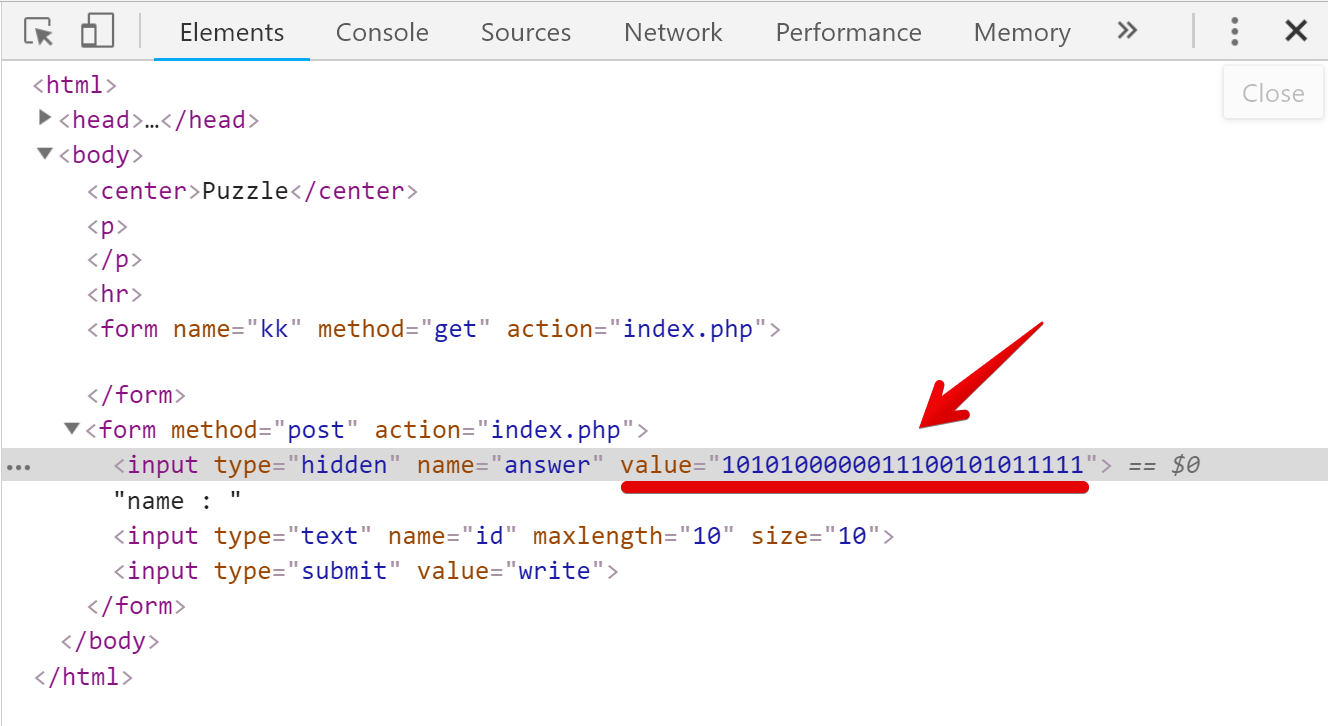 Elements Console Sources Network Performance Memory »
Close
<html>
<head>…</head>
<body>
<center>Puzzle</center>
<p>
</p>
<hr>
<form name="kk" method="get" action="index.php">
</form>
<form method="post" action="index.php">
<input type="hidden" name="answer" value="1010100000011100101011111"> == $0
"name : "
<input type="text" name="id" maxlength="10" size="10">
<input type="submit" value="write">
</form>
</body>
</html>